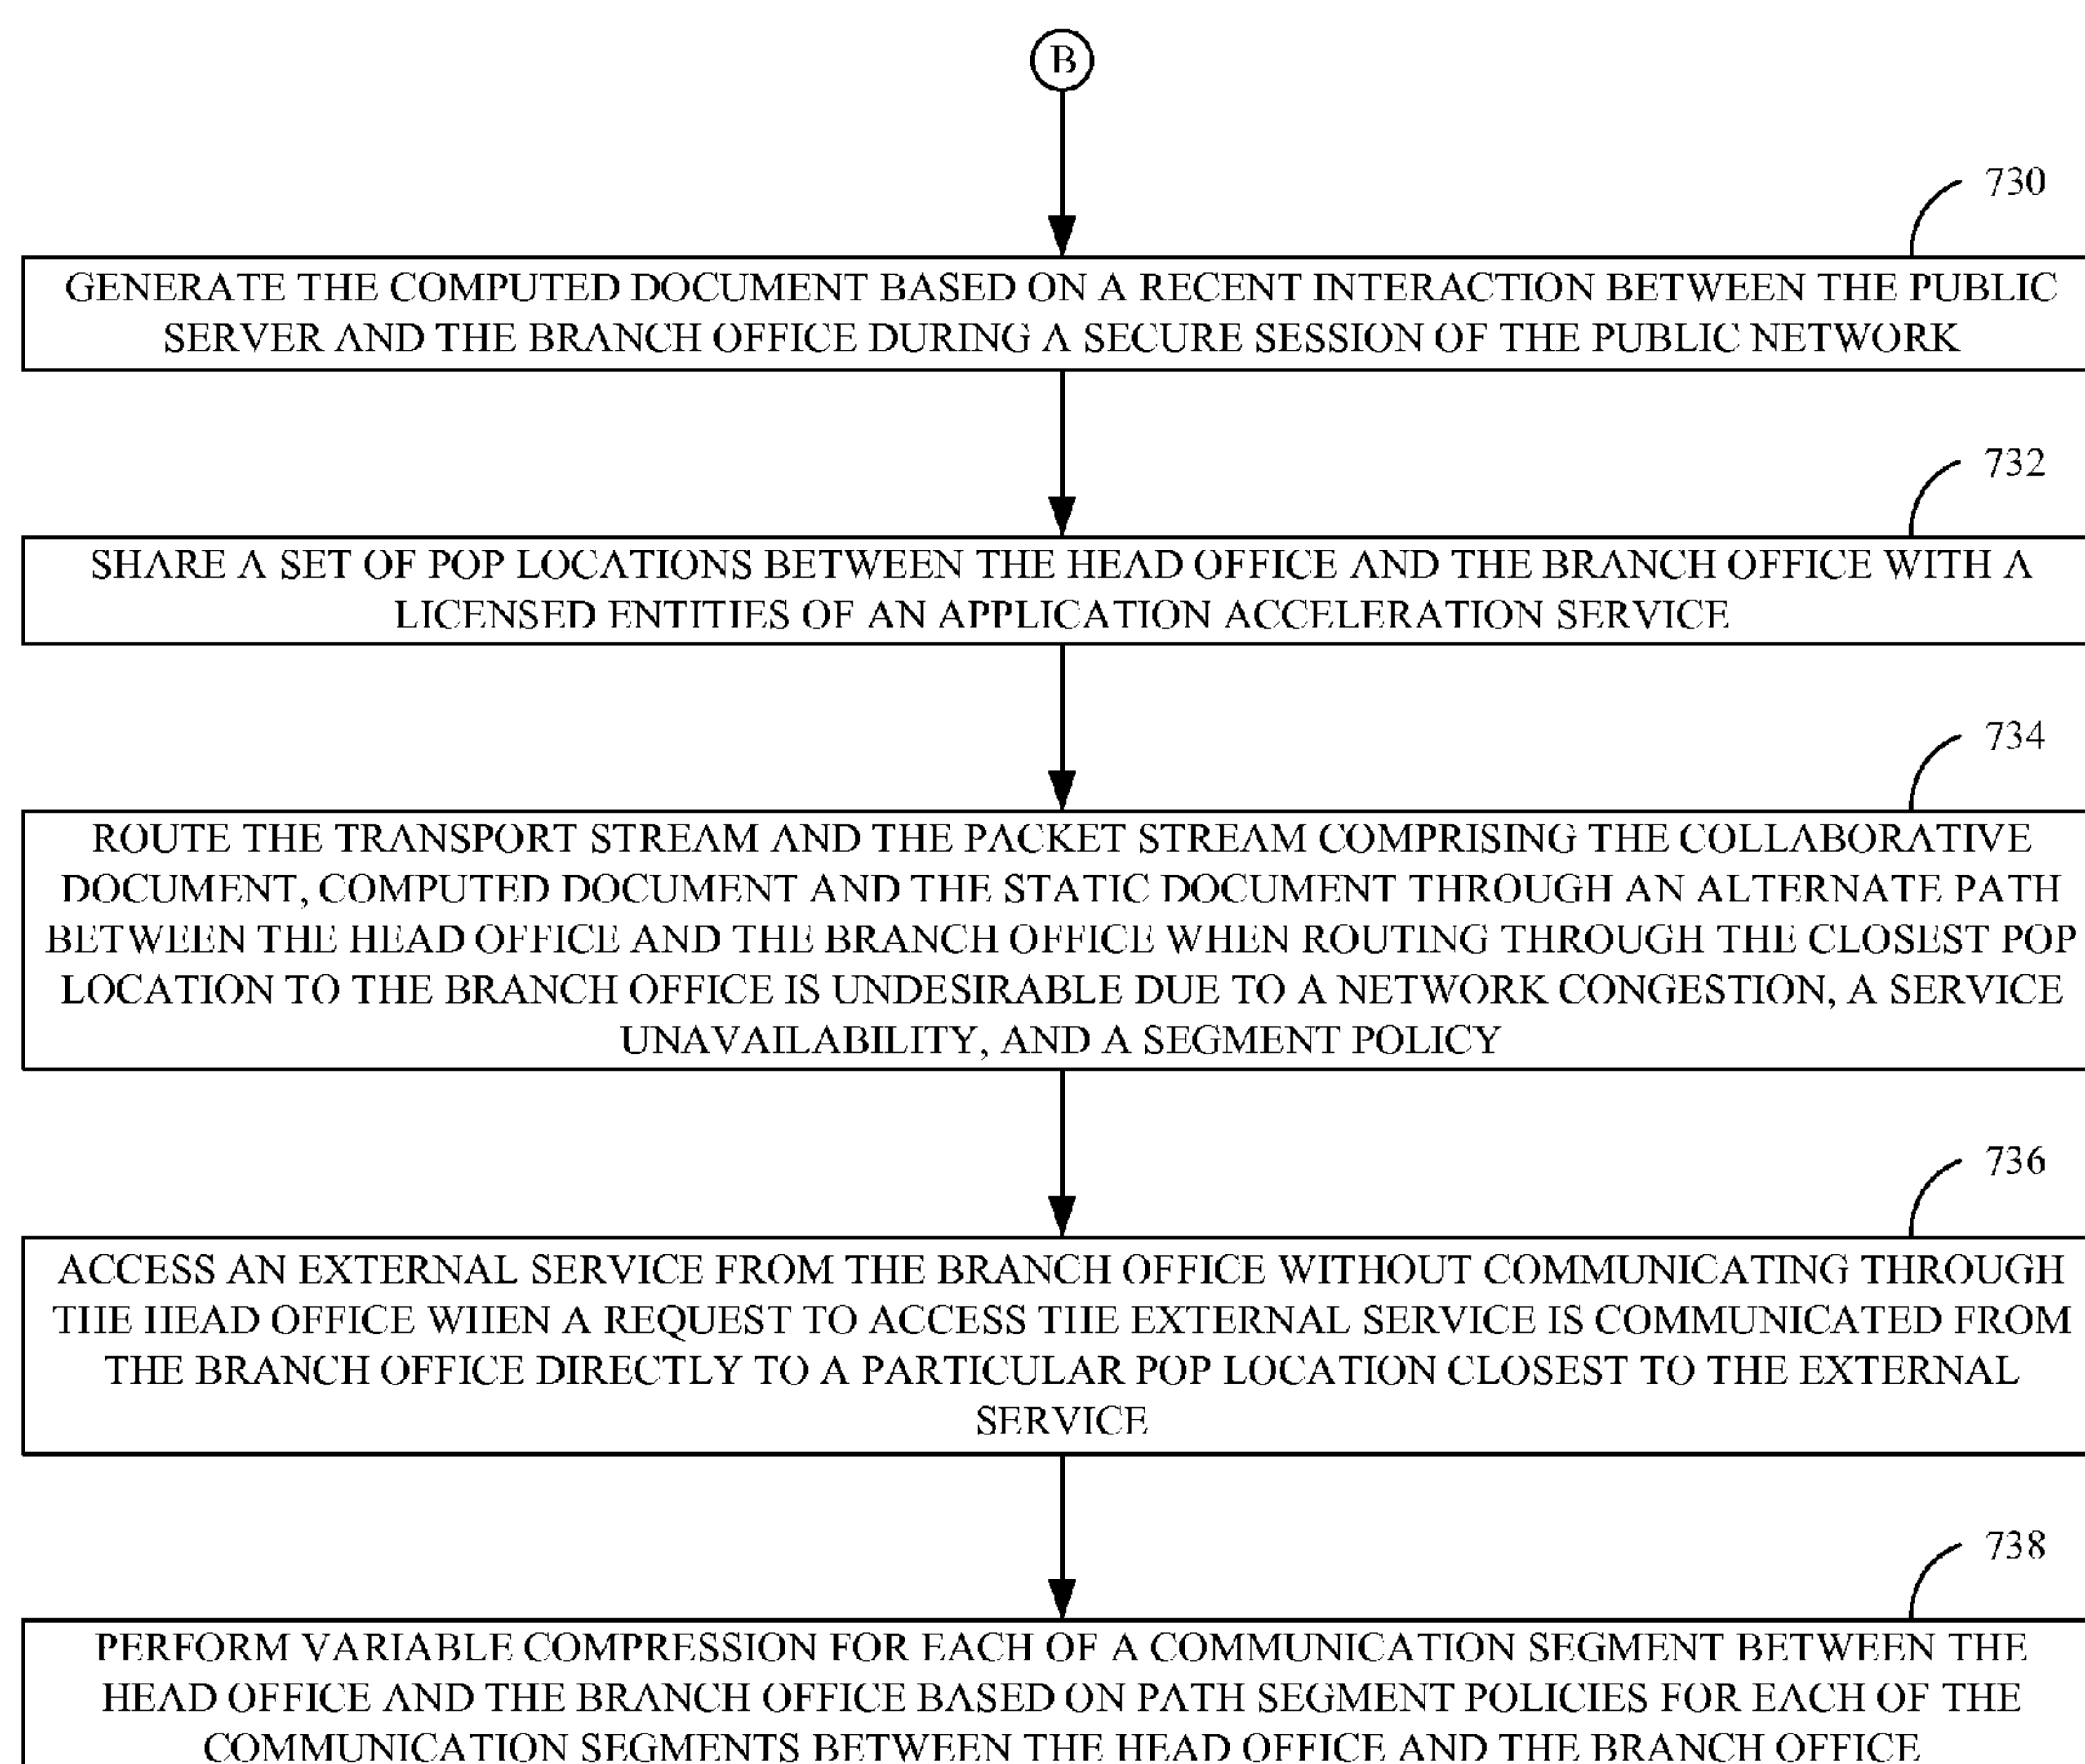 B
730
GENERATE THE COMPUTED DOCUMENT BASED ON A RECENT INTERACTION BETWEEN THE PUBLIC
SERVER AND THE BRANCH OFFICE DURING A SECURE SESSION OF THE PUBLIC NETWORK
732
SHARE A SET OF POP LOCATIONS BETWEEN THE HEAD OFFICE AND THE BRANCH OFFICE WITH A
LICENSED ENTITIES OF AN APPLICATION ACCELERATION SERVICE
734
ROUTE THE TRANSPORT STREAM AND THE PACKET STREAM COMPRISING THE COLLABORATIVE
DOCUMENT, COMPUTED DOCUMENT AND THE STATIC DOCUMENT THROUGH AN ALTERNATE PATH
BETWEEN THE HEAD OFFICE AND THE BRANCH OFFICE WHEN ROUTING THROUGH THE CLOSEST POP
LOCATION TO THE BRANCH OFFICE IS UNDESIRABLE DUE TO A NETWORK CONGESTION, A SERVICE
UNAVAILABILITY, AND A SEGMENT POLICY
736
ACCESS AN EXTERNAL SERVICE FROM THE BRANCH OFFICE WITHOUT COMMUNICATING THROUGH
THE HEAD OFFICE WHEN A REQUEST TO ACCESS THE EXTERNAL SERVICE IS COMMUNICATED FROM
THE BRANCH OFFICE DIRECTLY TO A PARTICULAR POP LOCATION CLOSEST TO THE EXTERNAL
SERVICE
738
PERFORM VARIABLE COMPRESSION FOR EACH OF A COMMUNICATION SEGMENT BETWEEN THE
HEAD OFFICE AND THE BRANCH OFFICE BASED ON PATH SEGMENT POLICIES FOR EACH OF THE
COMMUNICATION SEGMENTS BETWEEN THE HEAD OFFICE AND THE BRANCH OFFICE